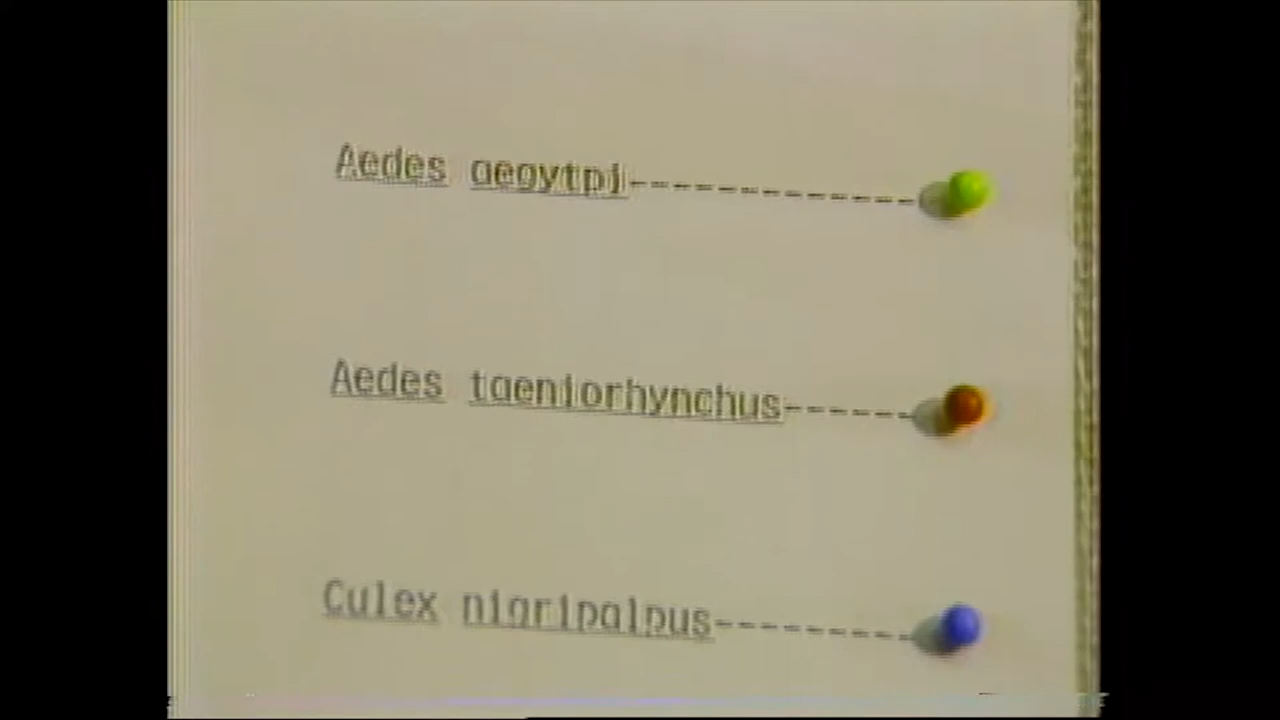 Aedes aegytpi------------
Aedes taeniorhynchus------
Culex nigripalpus---------